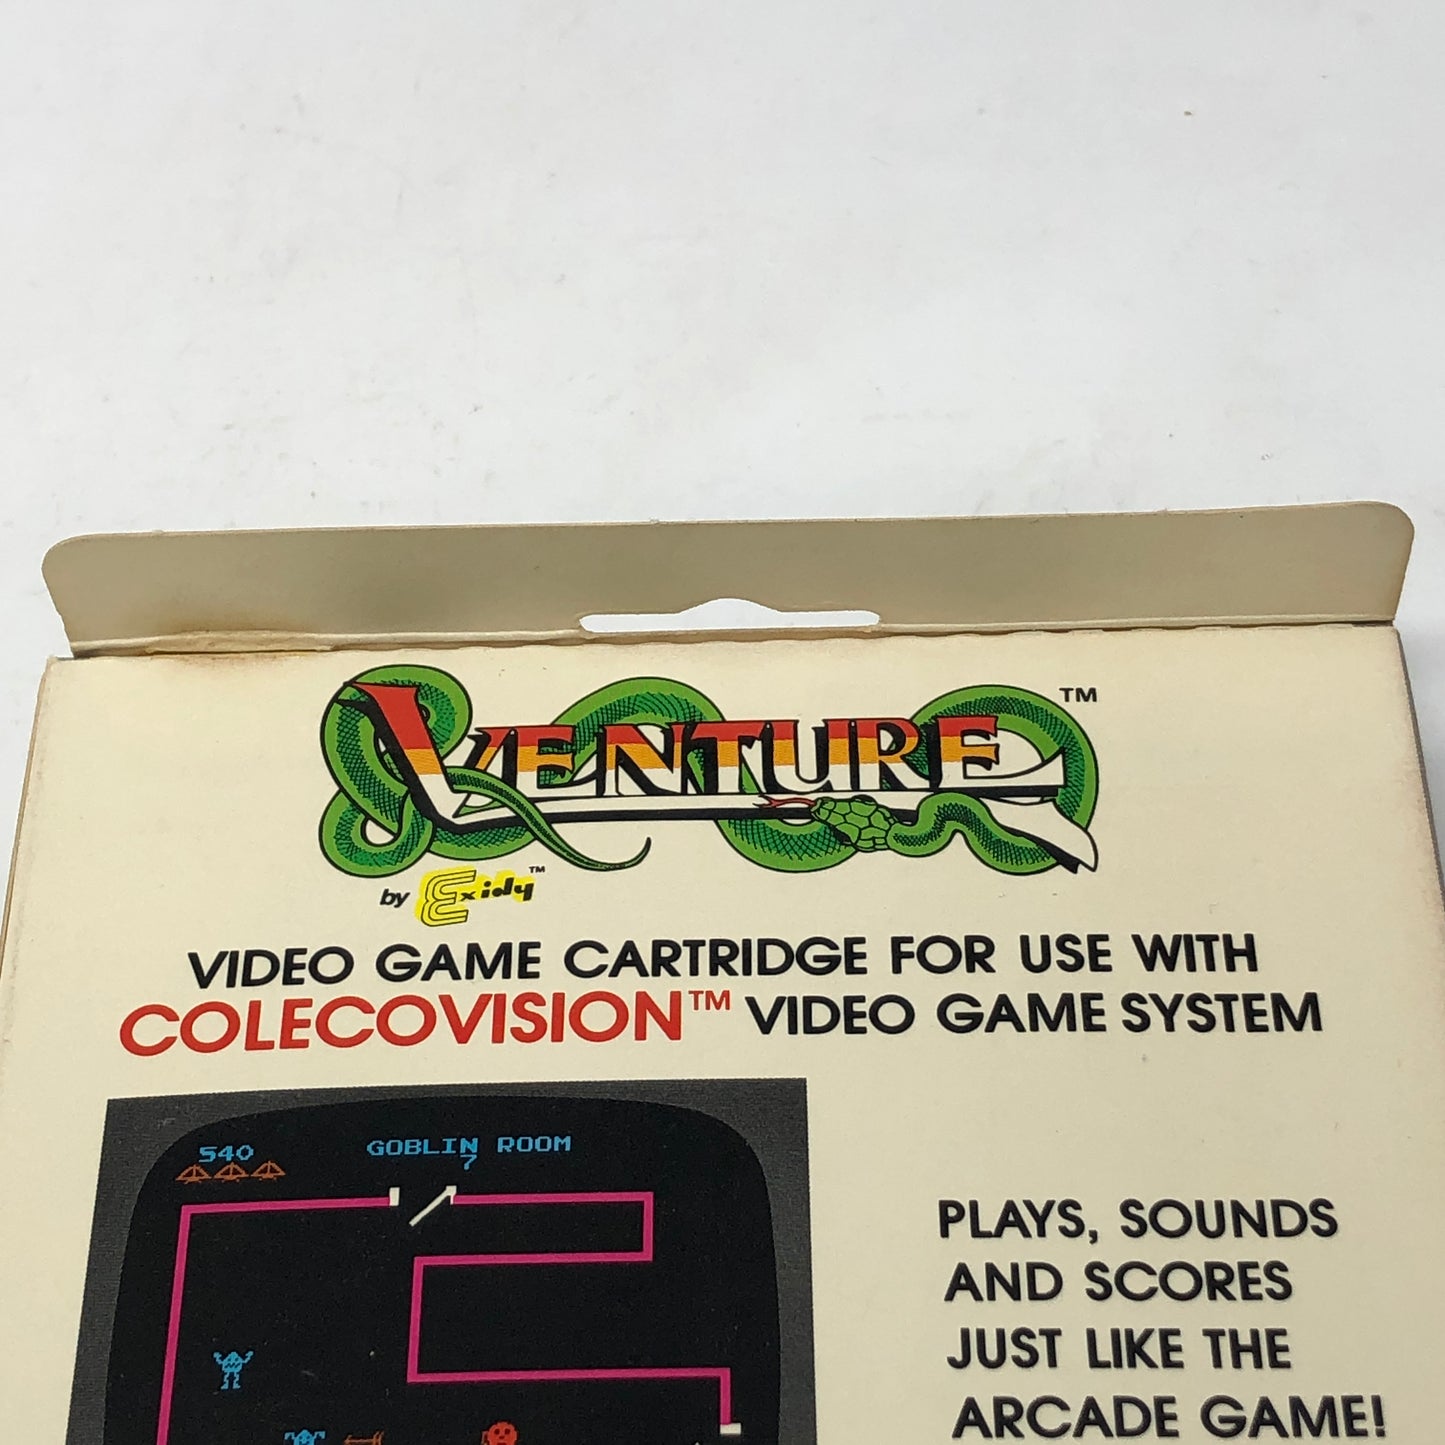 VENTURE™
by Exidy™
VIDEO GAME CARTRIDGE FOR USE WITH
COLECOVISION™ VIDEO GAME SYSTEM
540 GOBLIN ROOM
7
PLAYS, SOUNDS
AND SCORES
JUST LIKE THE
ARCADE GAME!